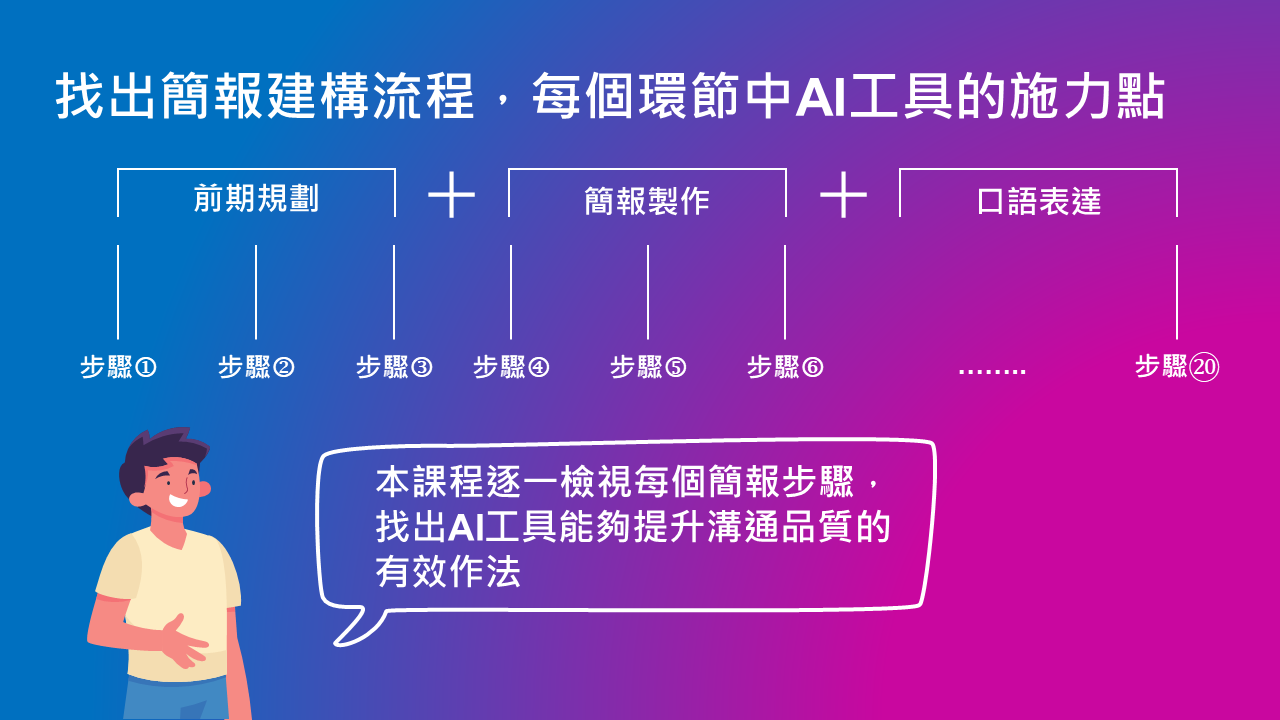 找出簡報建構流程，每個環節中AI工具的施力點
前期規劃
簡報製作
口語表達
步驟① 步驟② 步驟③ 步驟④ 步驟⑤ 步驟⑥ ........ 步驟⑳
本課程逐一檢視每個簡報步驟，
找出AI工具能夠提升溝通品質的
有效作法